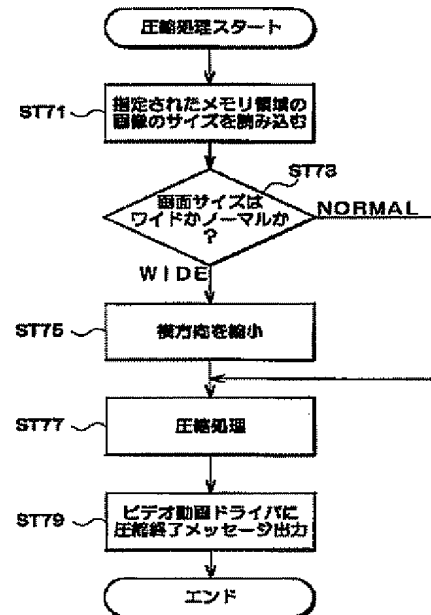 圧縮処理スタート
ST71
指定されたメモリ領域の
画像のサイズを読み込む
ST73
画面サイズは
ワイドかノーマルか
?
NORMAL
WIDE
ST75
横方向を縮小
ST77
圧縮処理
ST79
ビデオ動画ドライバに
圧縮終了メッセージ出力
エンド